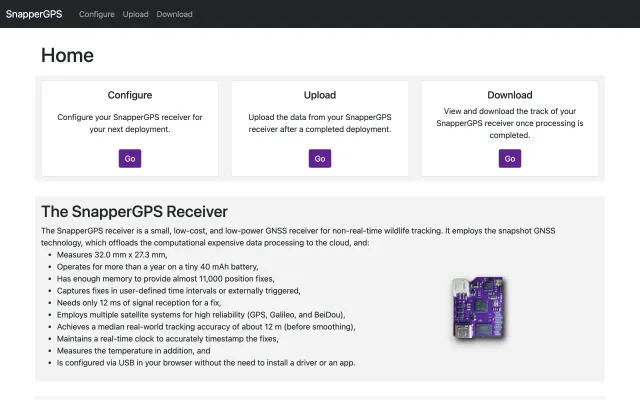 SnapperGPS Configure Upload Download
Home
Configure
Configure your SnapperGPS receiver for
your next deployment.
Go
Upload
Upload the data from your SnapperGPS
receiver after a completed deployment.
Go
Download
View and download the track of your
SnapperGPS receiver once processing is
completed.
Go
The SnapperGPS Receiver
The SnapperGPS receiver is a small, low-cost, and low-power GNSS receiver for non-real-time wildlife tracking. It employs the snapshot GNSS
technology, which offloads the computational expensive data processing to the cloud, and:
• Measures 32.0 mm x 27.3 mm,
• Operates for more than a year on a tiny 40 mAh battery,
• Has enough memory to provide almost 11,000 position fixes,
• Captures fixes in user-defined time intervals or externally triggered,
• Needs only 12 ms of signal reception for a fix,
• Employs multiple satellite systems for high reliability (GPS, Galileo, and BeiDou),
• Achieves a median real-world tracking accuracy of about 12 m (before smoothing),
• Maintains a real-time clock to accurately timestamp the fixes,
• Measures the temperature in addition, and
• Is configured via USB in your browser without the need to install a driver or an app.